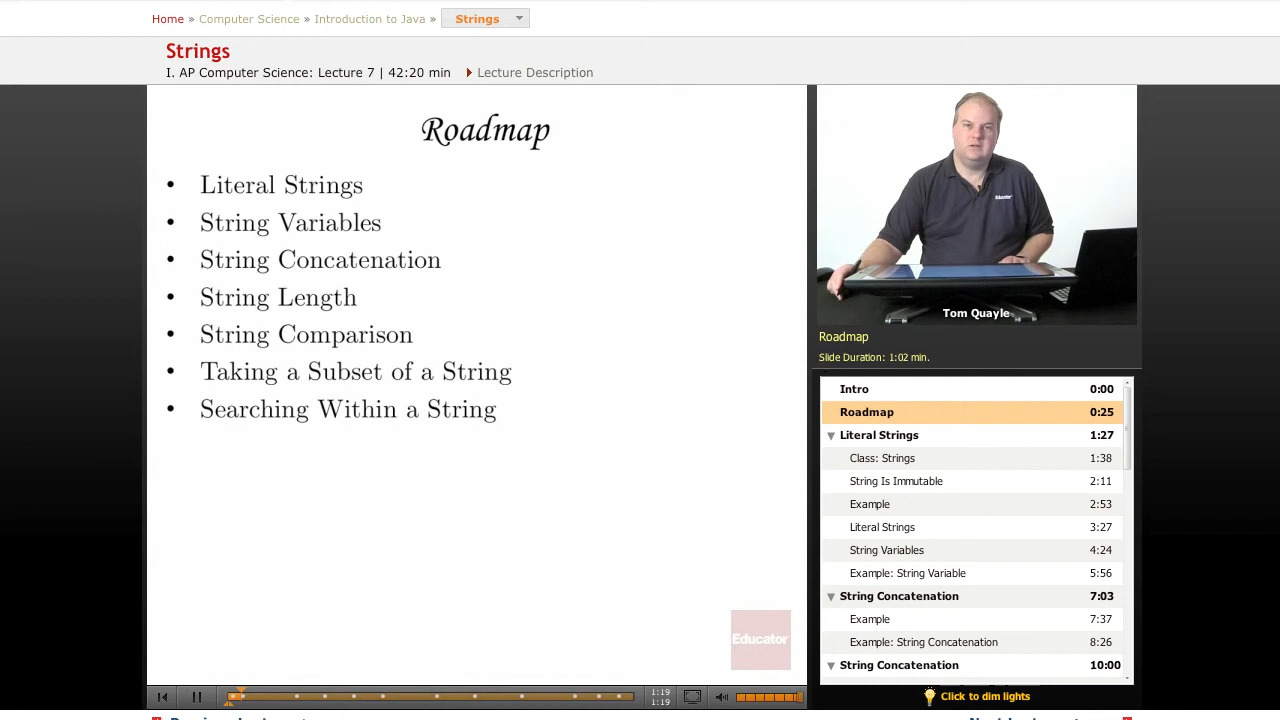 Home » Computer Science » Introduction to Java » Strings
Strings
I. AP Computer Science: Lecture 7 | 42:20 min Lecture Description
Roadmap
• Literal Strings
• String Variables
• String Concatenation
• String Length
• String Comparison
• Taking a Subset of a String
• Searching Within a String
Educator
1:19
1:19
Educator
Tom Quayle
Roadmap
Slide Duration: 1:02 min.
Intro 0:00
Roadmap 0:25
Literal Strings 1:27
Class: Strings 1:38
String Is Immutable 2:11
Example 2:53
Literal Strings 3:27
String Variables 4:24
Example: String Variable 5:56
String Concatenation 7:03
Example 7:37
Example: String Concatenation 8:26
String Concatenation 10:00
Click to dim lights